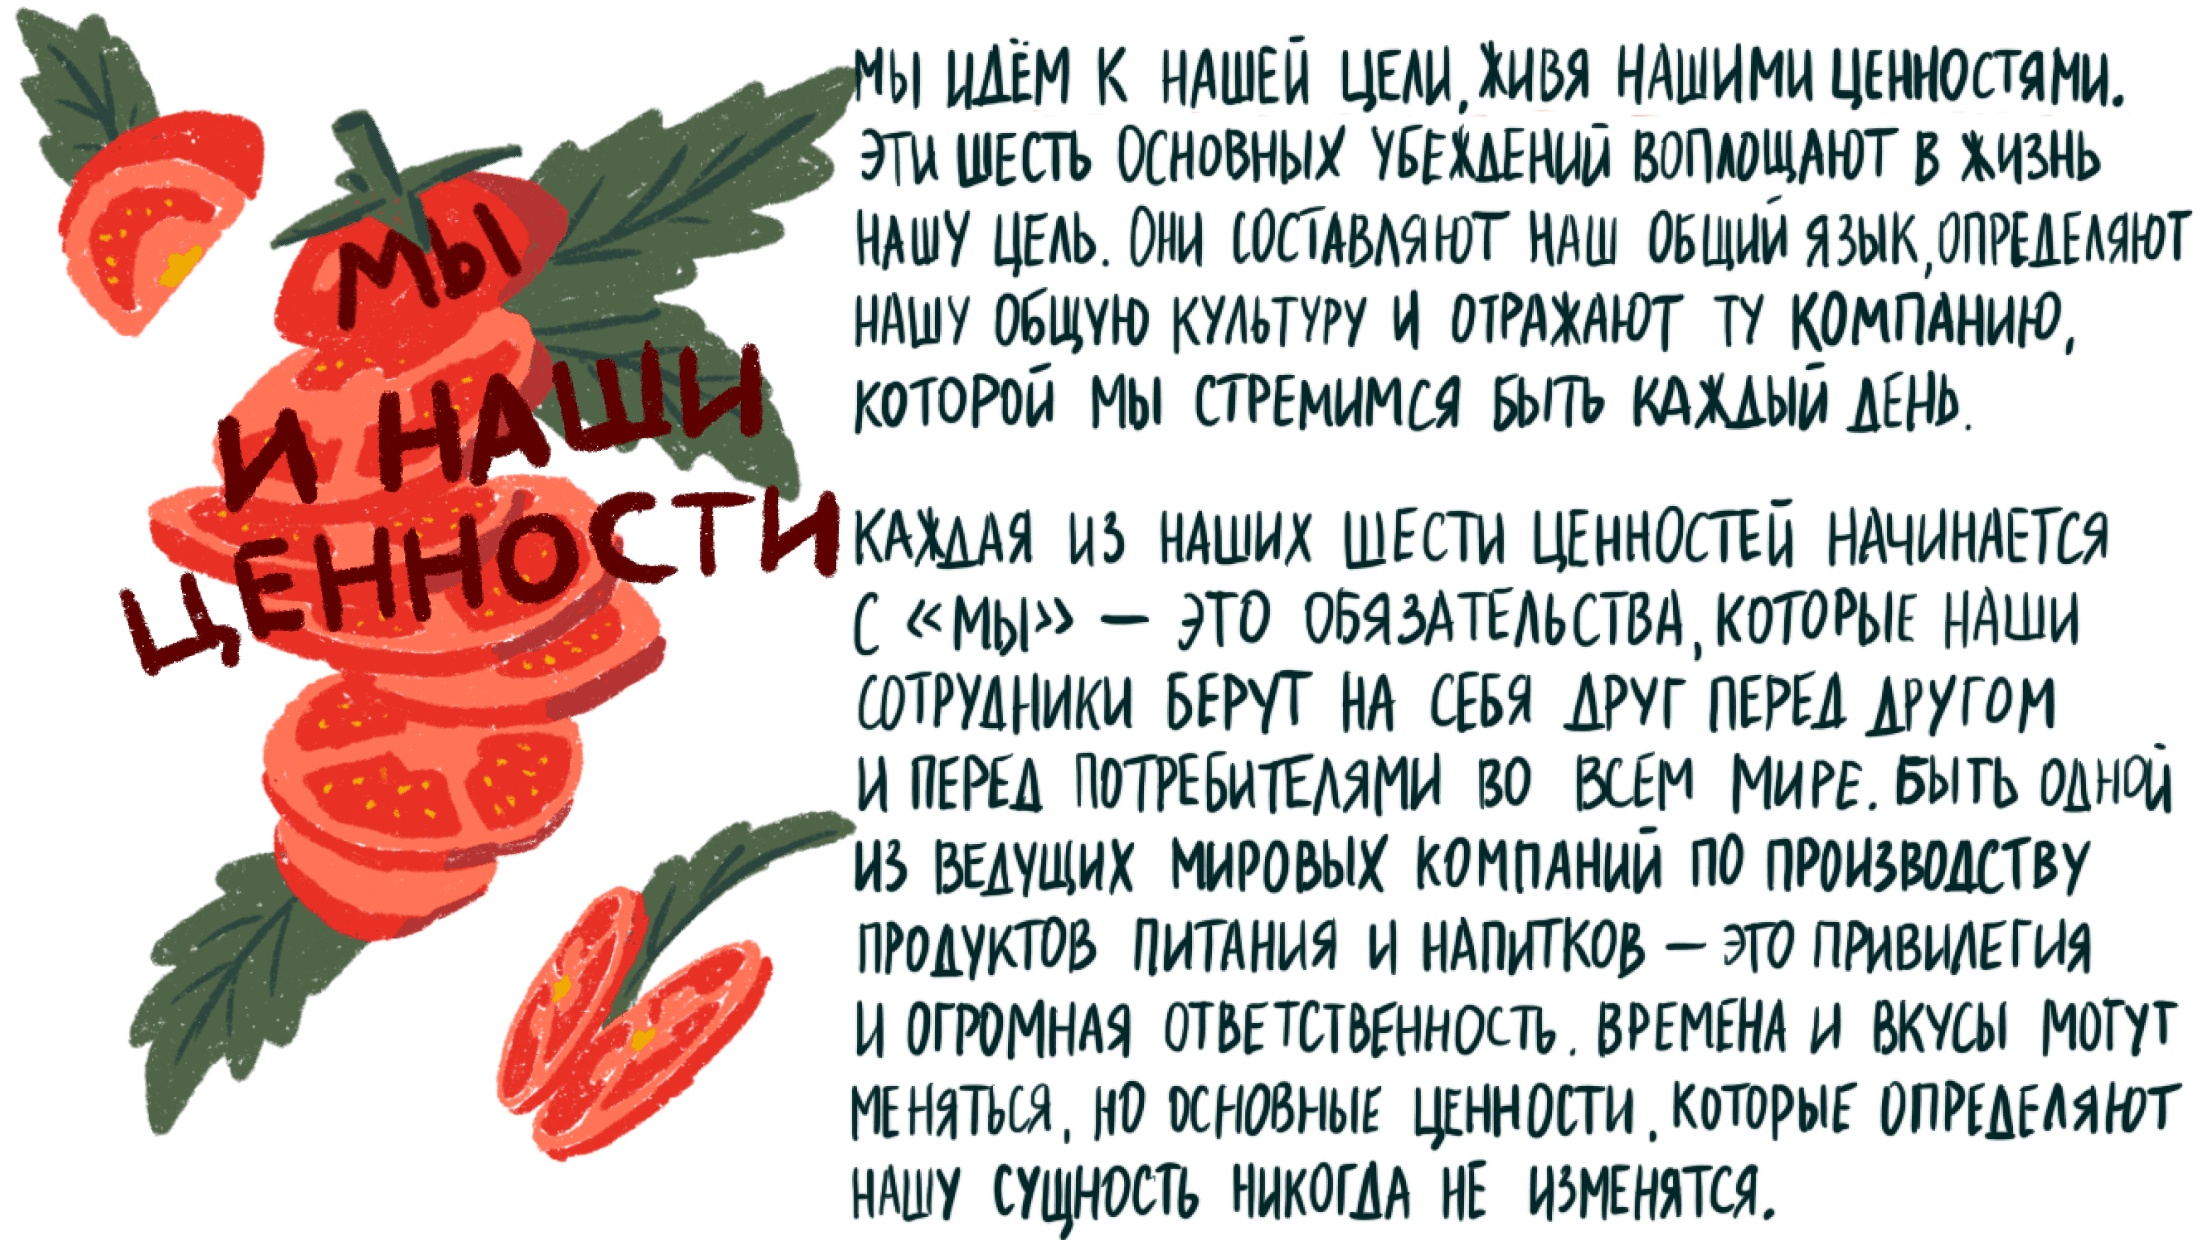 МЫ
И НАШИ
ЦЕННОСТИ
МЫ ИДЁМ К НАШЕЙ ЦЕЛИ, ЖИВЯ НАШИМИ ЦЕННОСТЯМИ.
ЭТИ ШЕСТЬ ОСНОВНЫХ УБЕЖДЕНИЙ ВОПЛОЩАЮТ В ЖИЗНЬ
НАШУ ЦЕЛЬ. ОНИ СОСТАВЛЯЮТ НАШ ОБЩИЙ ЯЗЫК, ОПРЕДЕЛЯЮТ
НАШУ ОБЩУЮ КУЛЬТУРУ И ОТРАЖАЮТ ТУ КОМПАНИЮ,
КОТОРОЙ МЫ СТРЕМИМСЯ БЫТЬ КАЖДЫЙ ДЕНЬ.
КАЖДАЯ ИЗ НАШИХ ШЕСТИ ЦЕННОСТЕЙ НАЧИНАЕТСЯ
С «МЫ» — ЭТО ОБЯЗАТЕЛЬСТВА, КОТОРЫЕ НАШИ
СОТРУДНИКИ БЕРУТ НА СЕБЯ ДРУГ ПЕРЕД ДРУГОМ
И ПЕРЕД ПОТРЕБИТЕЛЯМИ ВО ВСЕМ МИРЕ. БЫТЬ ОДНОЙ
ИЗ ВЕДУЩИХ МИРОВЫХ КОМПАНИЙ ПО ПРОИЗВОДСТВУ
ПРОДУКТОВ ПИТАНИЯ И НАПИТКОВ — ЭТО ПРИВИЛЕГИЯ
И ОГРОМНАЯ ОТВЕТСТВЕННОСТЬ. ВРЕМЕНА И ВКУСЫ МОГУТ
МЕНЯТЬСЯ, НО ОСНОВНЫЕ ЦЕННОСТИ, КОТОРЫЕ ОПРЕДЕЛЯЮТ
НАШУ СУЩНОСТЬ НИКОГДА НЕ ИЗМЕНЯТСЯ.